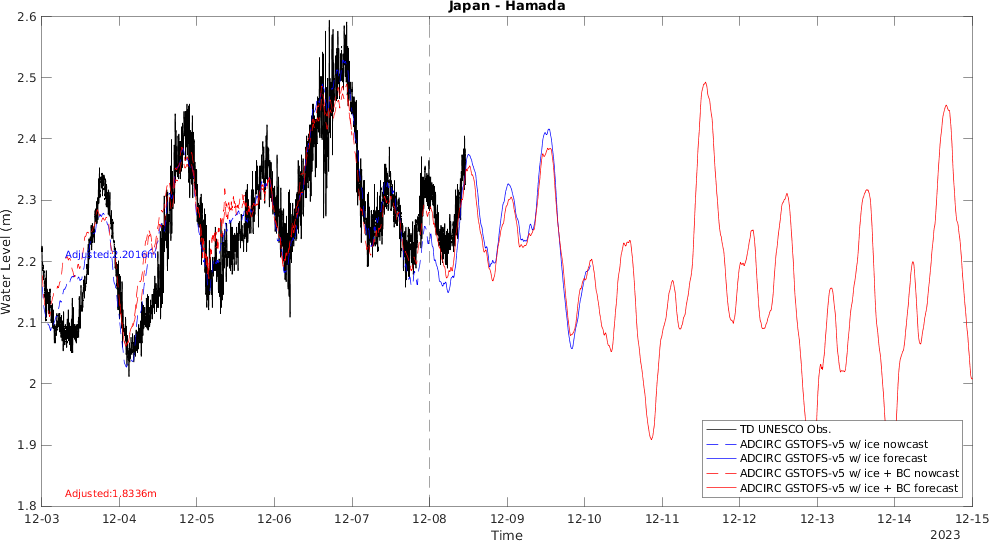 Japan - Hamada
2.6
2.5
2.4
2.3
2.2
2.1
2
1.9
1.8
Water Level (m)
Adjusted:2.2016m
Adjusted:1.8336m
TD UNESCO Obs.
ADCIRC GSTOFS-v5 w/ ice nowcast
ADCIRC GSTOFS-v5 w/ ice forecast
ADCIRC GSTOFS-v5 w/ ice + BC nowcast
ADCIRC GSTOFS-v5 w/ ice + BC forecast
12-03 12-04 12-05 12-06 12-07 12-08 12-09 12-10 12-11 12-12 12-13 12-14 12-15
Time
2023